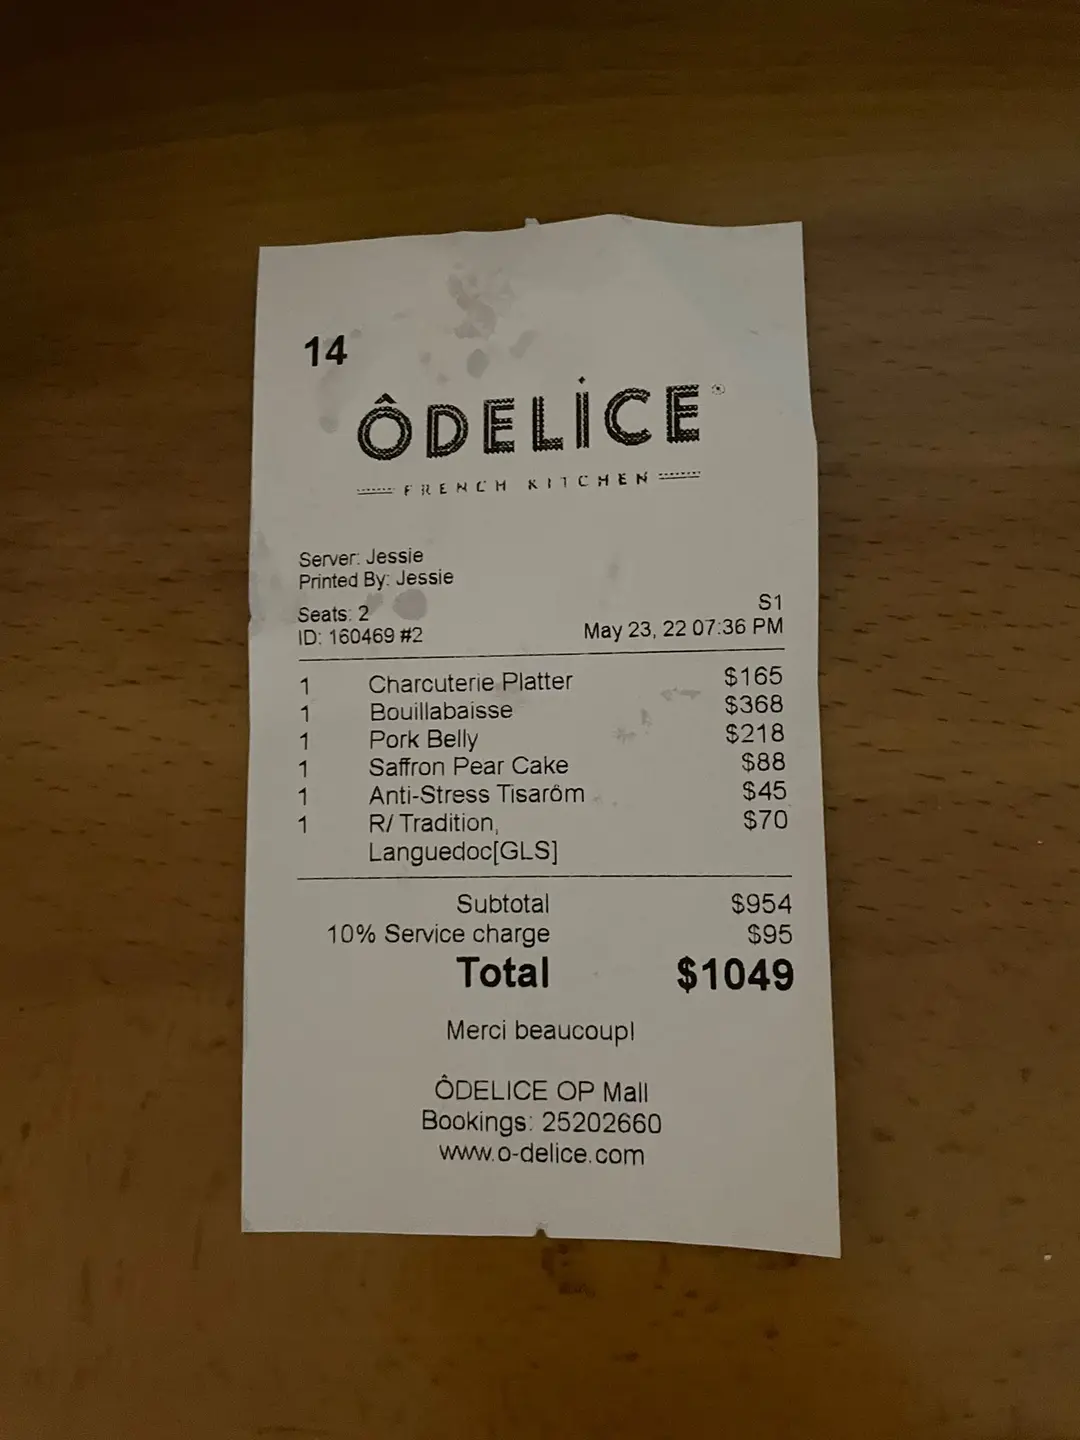 14
ÔDELICE
FRENCH KITCHEN
Server: Jessie
Printed By: Jessie
Seats: 2 S1
ID: 160469 #2 May 23, 22 07:36 PM
1 Charcuterie Platter $165
1 Bouillabaisse $368
1 Pork Belly $218
1 Saffron Pear Cake $88
1 Anti-Stress Tisarôm $45
1 R/ Tradition, $70
Languedoc[GLS]
Subtotal $954
10% Service charge $95
Total $1049
Merci beaucoup!
ÔDELICE OP Mall
Bookings: 25202660
www.o-delice.com